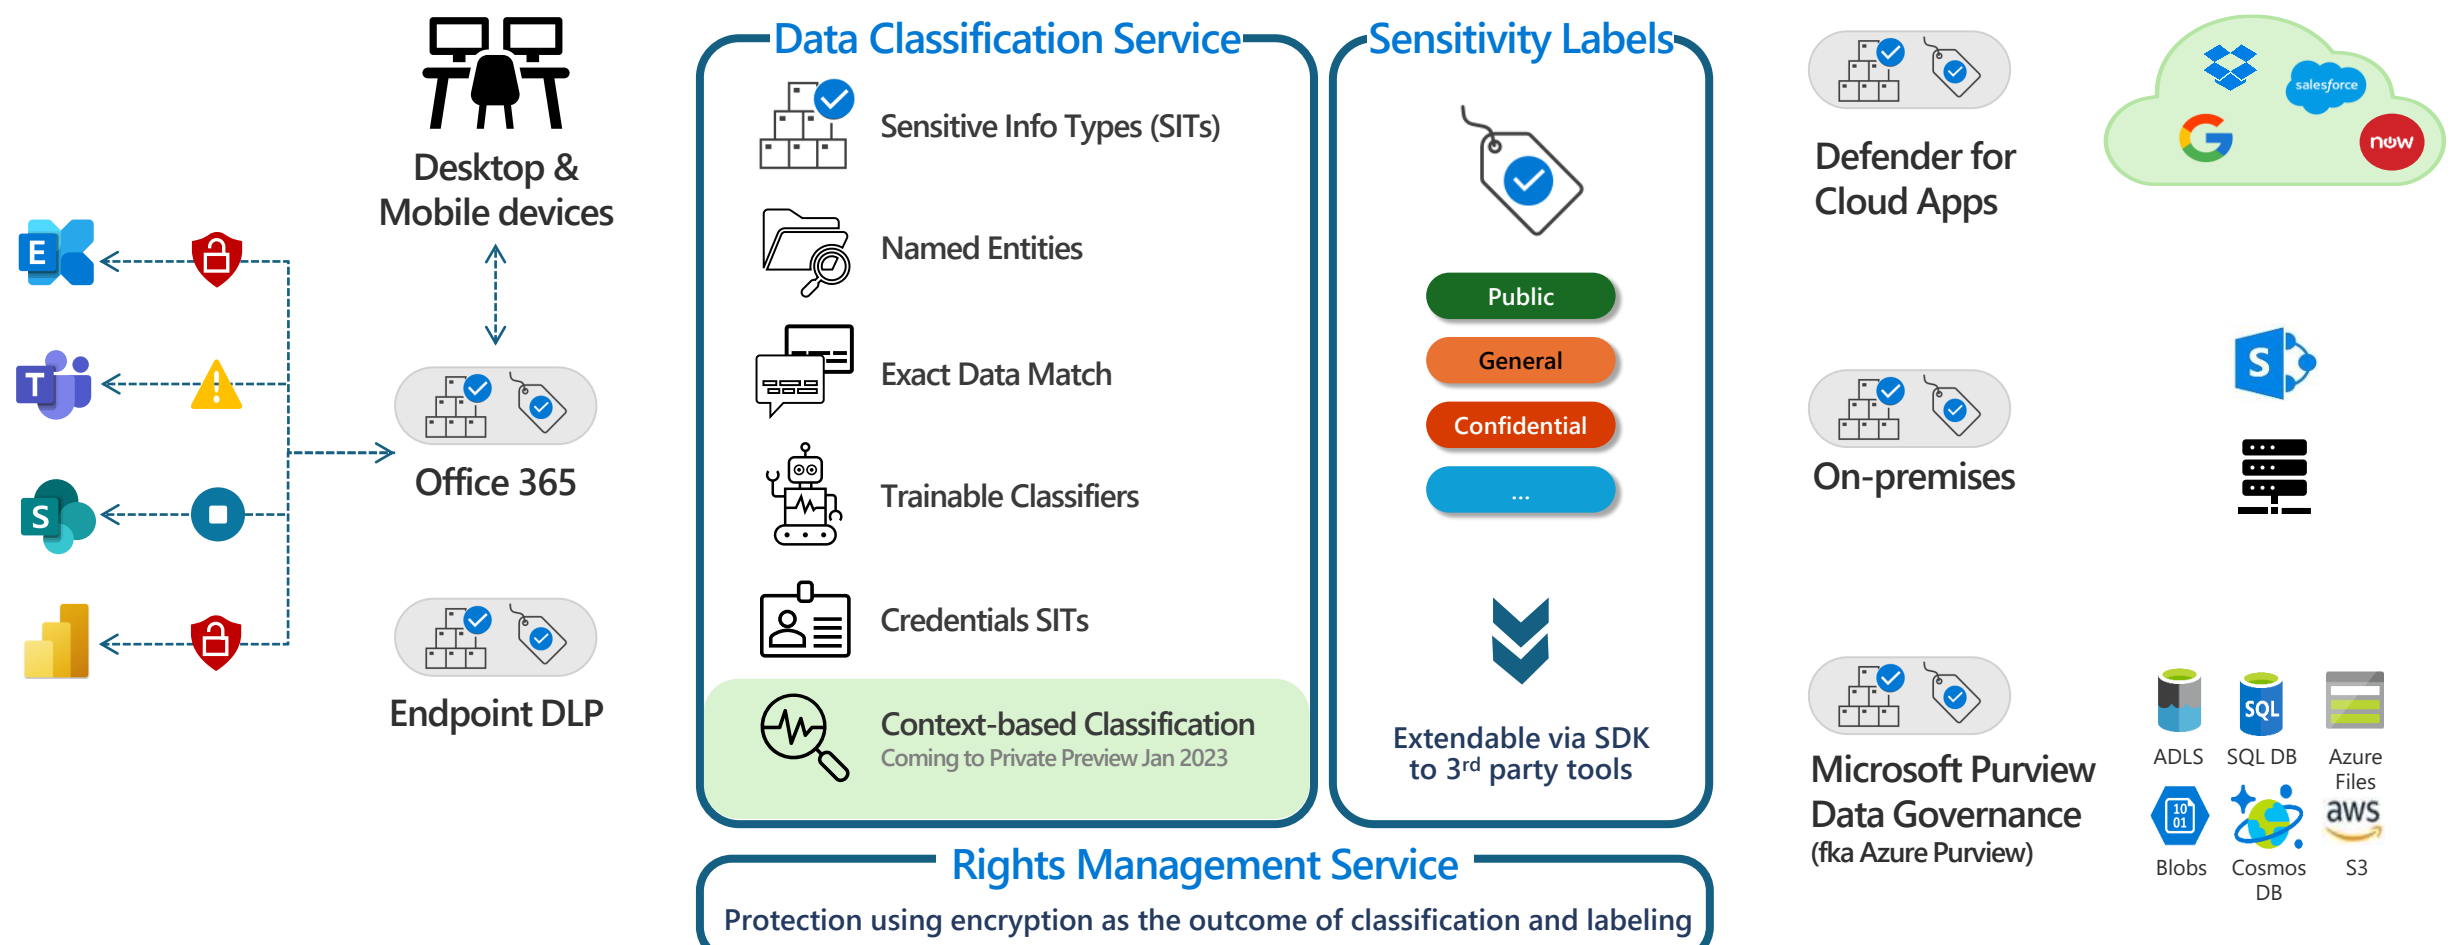 Desktop &
Mobile devices
E
T
S
Office 365
Endpoint DLP
Data Classification Service
Sensitive Info Types (SITs)
Named Entities
Exact Data Match
Trainable Classifiers
Credentials SITs
Context-based Classification
Coming to Private Preview Jan 2023
Sensitivity Labels
Public
General
Confidential
...
Extendable via SDK
to 3rd party tools
Rights Management Service
Protection using encryption as the outcome of classification and labeling
Defender for
Cloud Apps
salesforce
G
now
On-premises
S
Microsoft Purview
Data Governance
(fka Azure Purview)
SQL
ADLS
SQL DB
Azure
Files
10
01
aws
Blobs
Cosmos
DB
S3